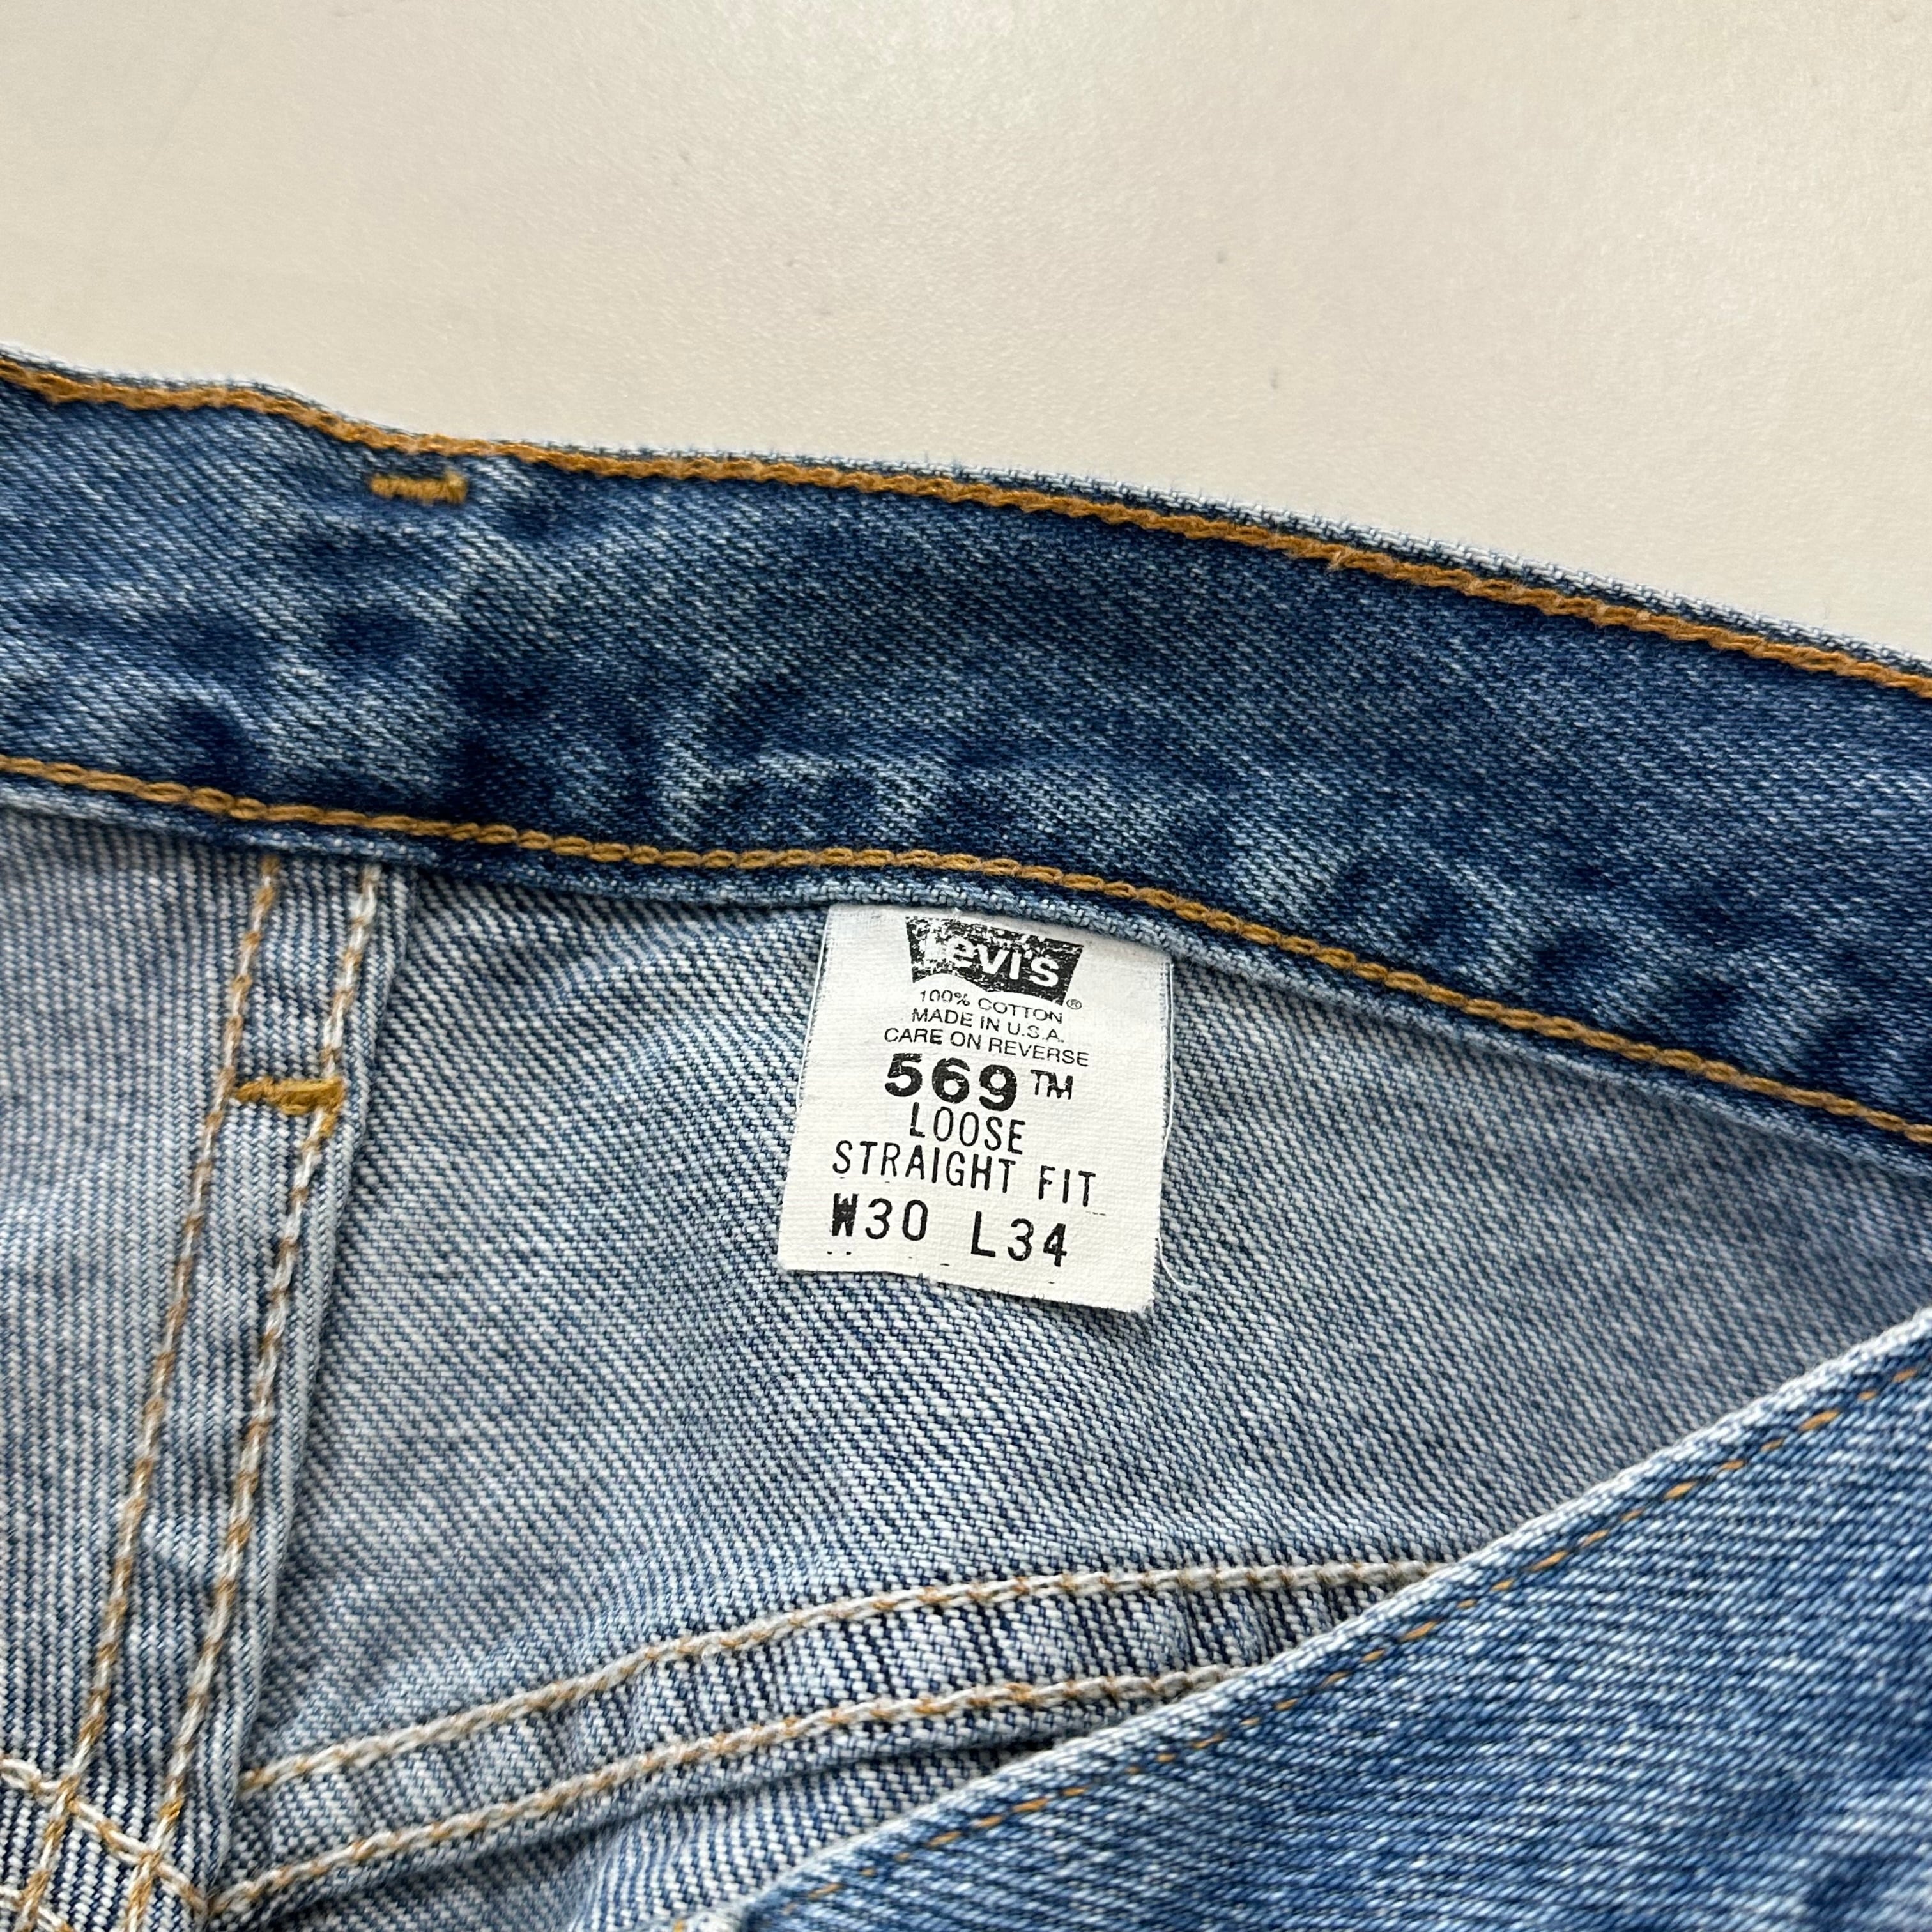 Levi's ®
100% COTTON
MADE IN U.S.A.
CARE ON REVERSE
569™
LOOSE
STRAIGHT FIT
W30 L34